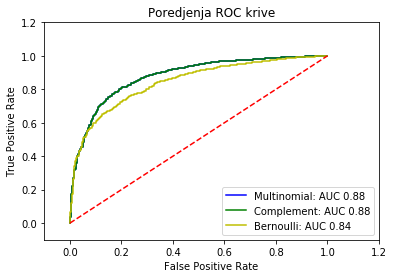 Poredjenja ROC krive
True Positive Rate
1.2
1.0
0.8
0.6
0.4
0.2
0.0
Multinomial: AUC 0.88
Complement: AUC 0.88
Bernoulli: AUC 0.84
0.0 0.2 0.4 0.6 0.8 1.0 1.2
False Positive Rate